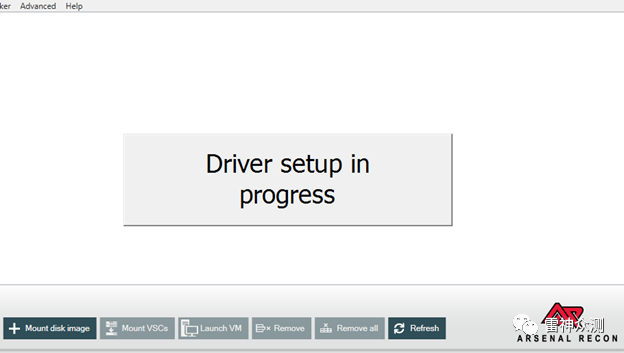 ker Advanced Help
Driver setup in
progress
Mount disk image Mount VSCs Launch VM Remove Remove all Refresh
雷神众测
ARSENAL RECON